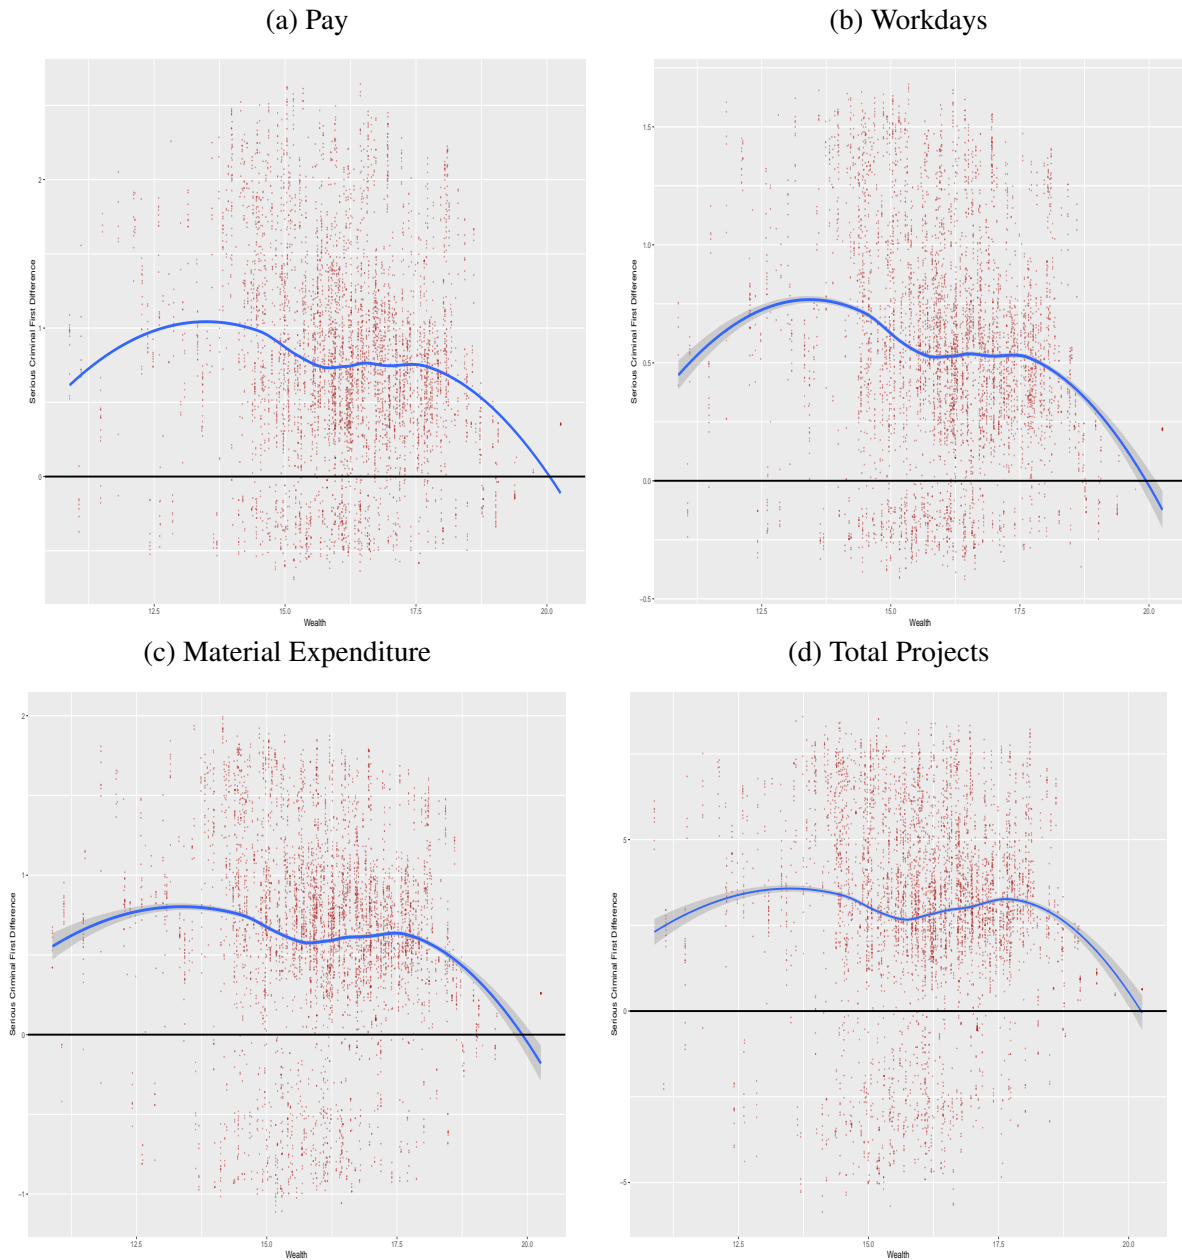 (a) Pay
(b) Workdays
Serious Criminal First Difference
2
1
0
12.5
15.0
17.5
20.0
Wealth
Serious Criminal First Difference
1.5
1.0
0.5
0.0
−0.5
12.5
15.0
17.5
20.0
Wealth
(c) Material Expenditure
(d) Total Projects
Serious Criminal First Difference
2
1
0
−1
12.5
15.0
17.5
20.0
Wealth
Serious Criminal First Difference
5
0
−5
12.5
15.0
17.5
20.0
Wealth